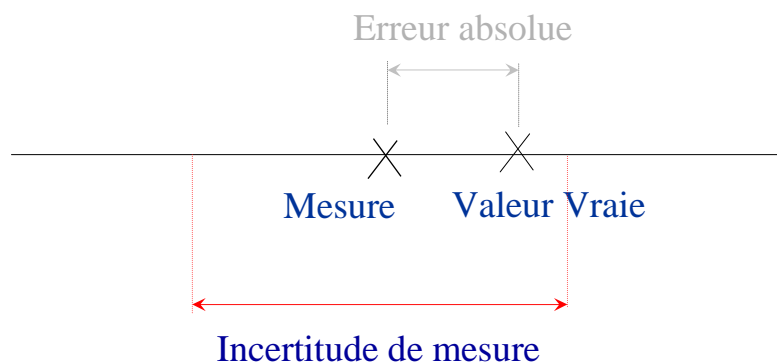 Erreur absolue
Mesure
Valeur Vraie
Incertitude de mesure